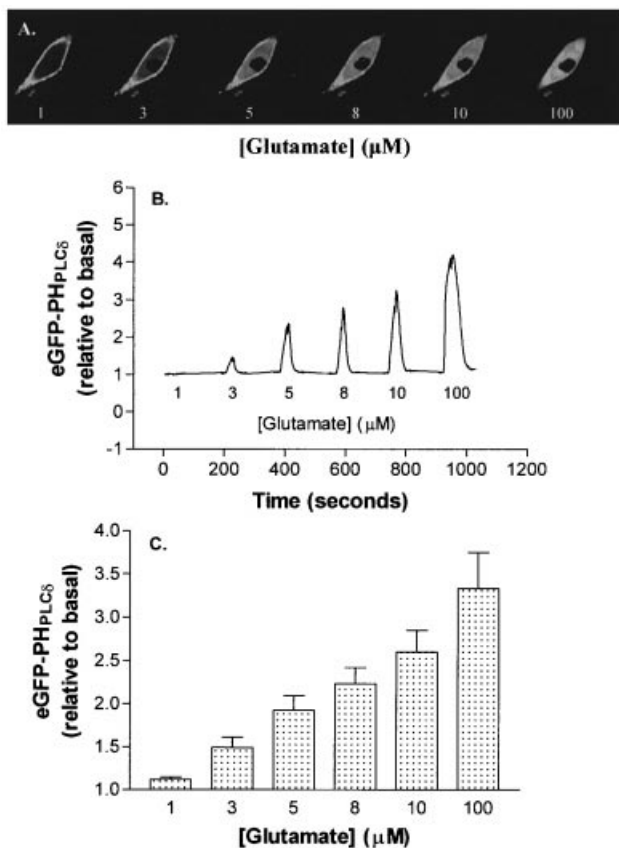 A.
1 3 5 8 10 100
[Glutamate] (μM)
B.
eGFP-PHPLCδ
(relative to basal)
6
5
4
3
2
1
0
-1
1 3 5 8 10 100
[Glutamate] (μM)
0 200 400 600 800 1000 1200
Time (seconds)
C.
eGFP-PHPLCδ
(relative to basal)
4.0
3.5
3.0
2.5
2.0
1.5
1.0
1 3 5 8 10 100
[Glutamate] (μM)